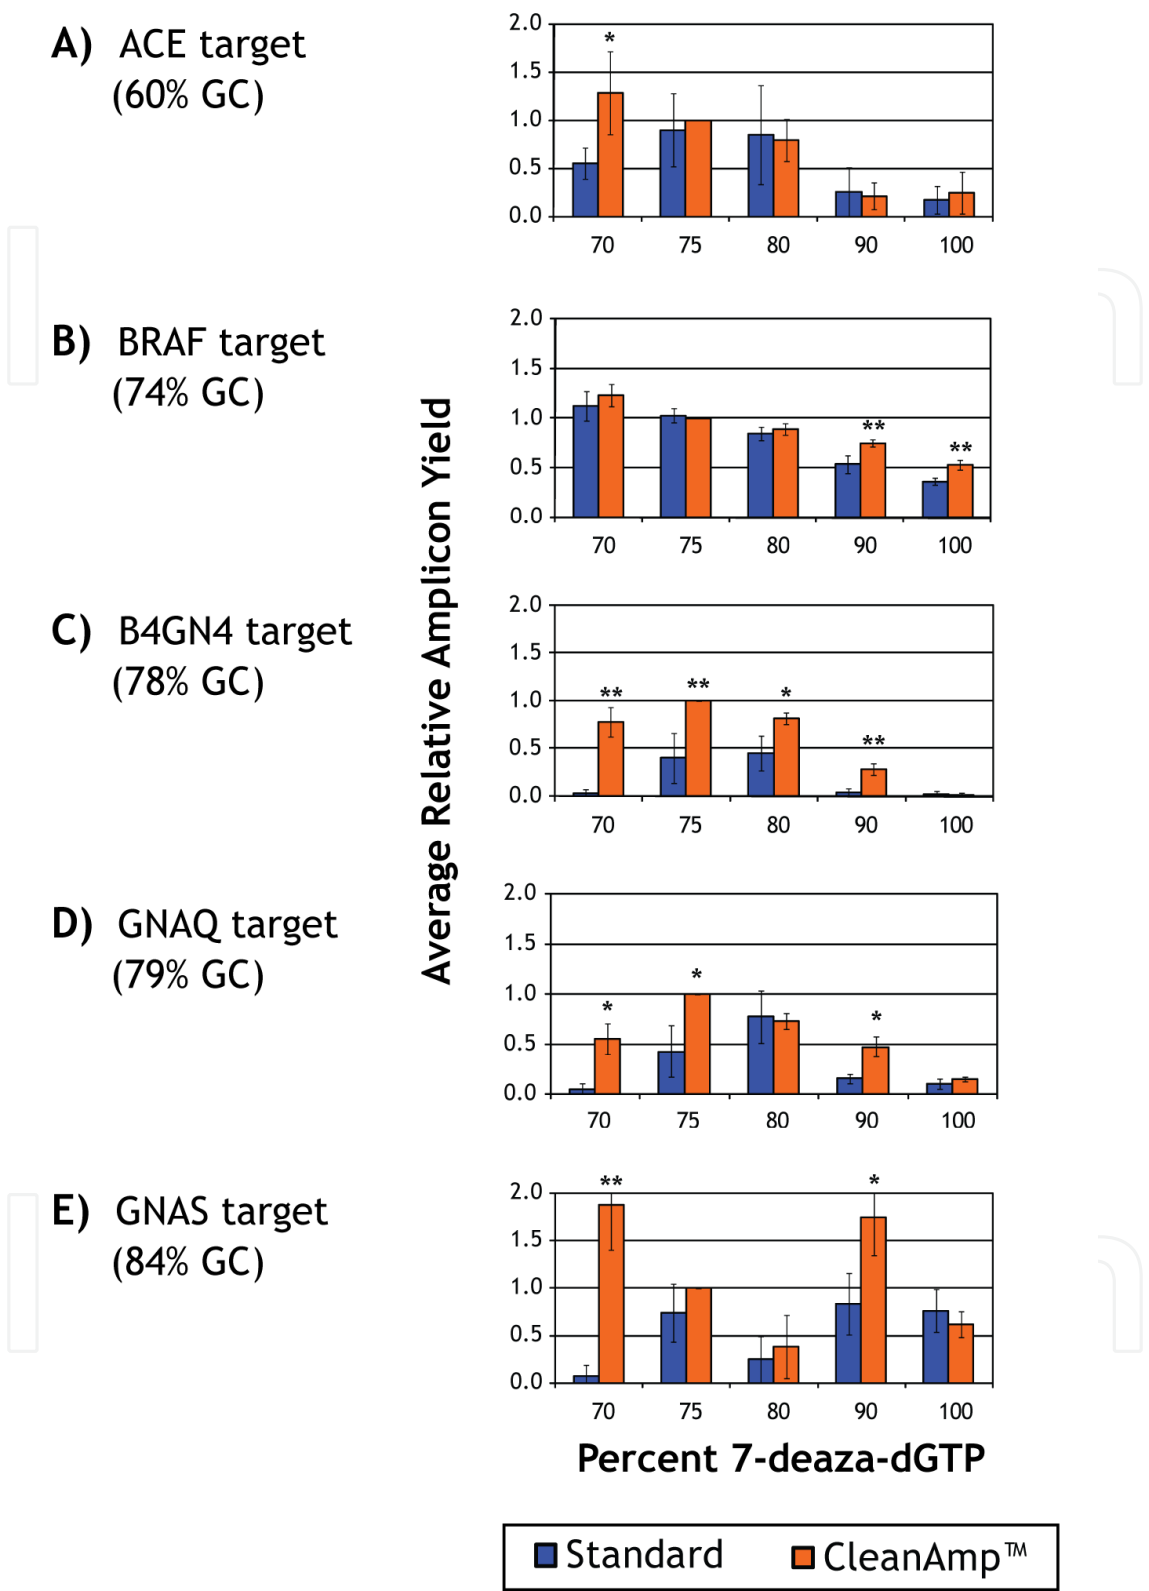 A) ACE target
(60% GC)
2.0
1.5
1.0
0.5
0.0
*
70 75 80 90 100
B) BRAF target
(74% GC)
2.0
1.5
1.0
0.5
0.0
** **
70 75 80 90 100
Average Relative Amplicon Yield
C) B4GN4 target
(78% GC)
2.0
1.5
1.0
0.5
0.0
** ** * **
70 75 80 90 100
D) GNAQ target
(79% GC)
2.0
1.5
1.0
0.5
0.0
* * *
70 75 80 90 100
E) GNAS target
(84% GC)
2.0
1.5
1.0
0.5
0.0
** *
70 75 80 90 100
Percent 7-deaza-dGTP
Standard CleanAmp™